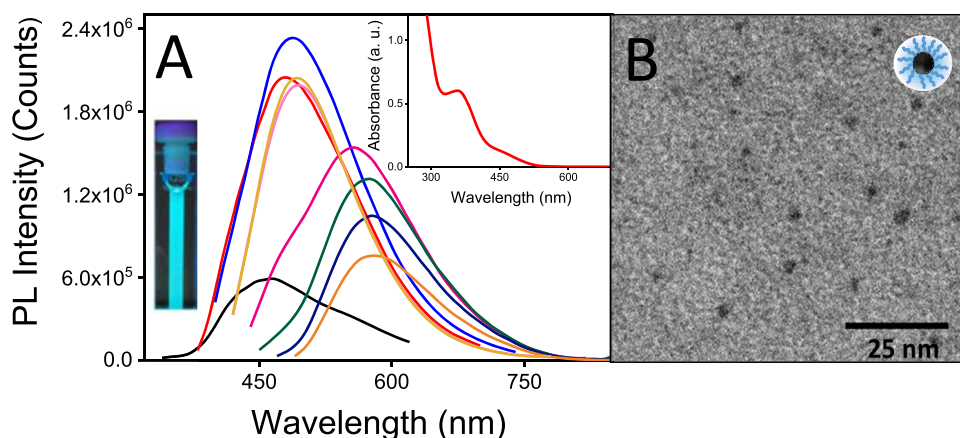 A
PL Intensity (Counts)
2.4x10⁶
1.8x10⁶
1.2x10⁶
6.0x10⁵
0.0
450
600
750
Wavelength (nm)
Absorbance (a. u.)
1.0
0.5
0.0
300
450
600
Wavelength (nm)
B
25 nm